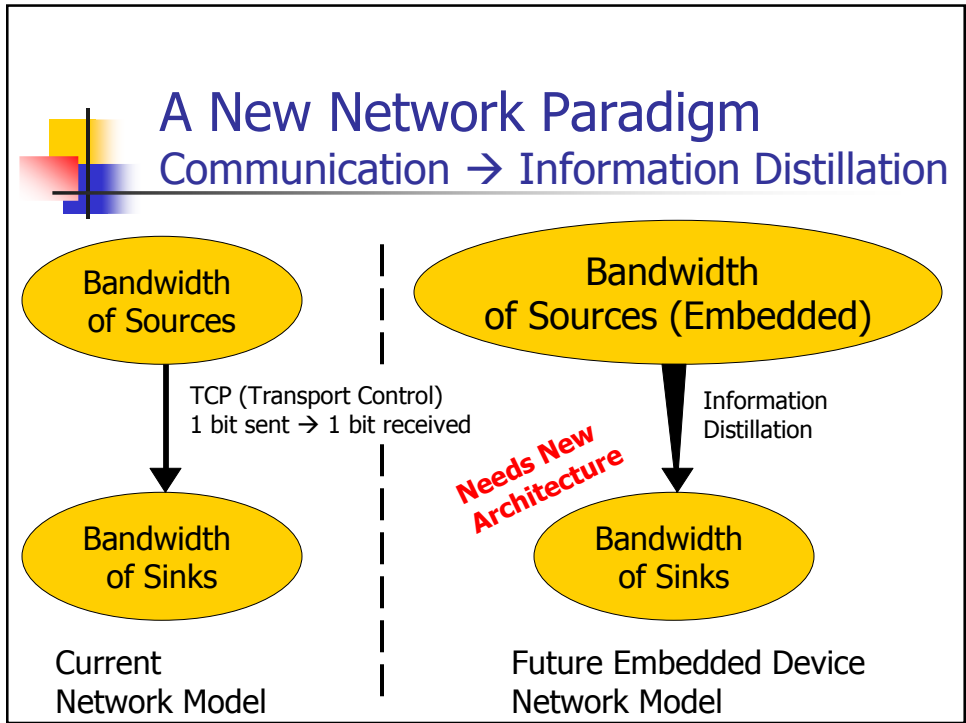 A New Network Paradigm
Communication → Information Distillation
Bandwidth
of Sources
TCP (Transport Control)
1 bit sent → 1 bit received
Bandwidth
of Sinks
Current
Network Model
Bandwidth
of Sources (Embedded)
Information
Distillation
Needs New
Architecture
Bandwidth
of Sinks
Future Embedded Device
Network Model